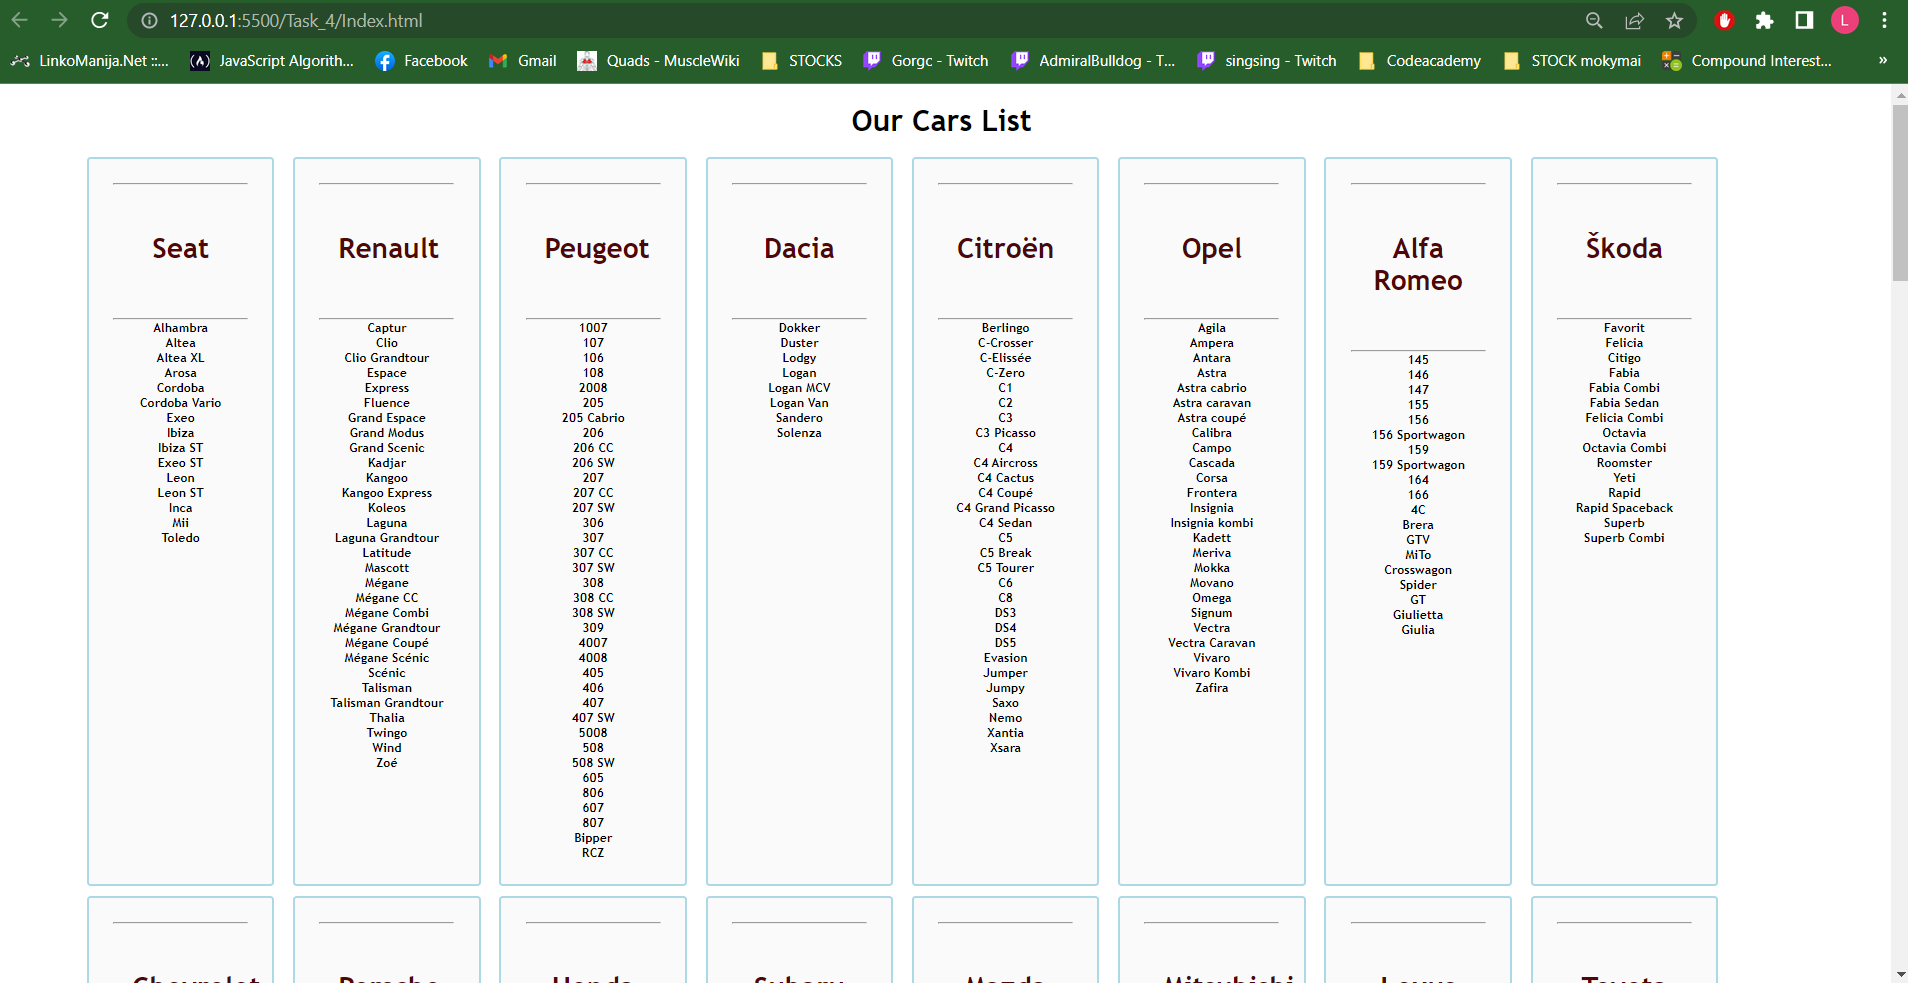 127.0.0.1:5500/Task_4/Index.html
L
LinkoManija.Net ::...
JavaScript Algorith...
Facebook
Gmail
Quads - MuscleWiki
STOCKS
Gorgc - Twitch
AdmiralBulldog - T...
singsing - Twitch
Codeacademy
STOCK mokymai
Compound Interest...
»
Our Cars List
Seat
Alhambra
Altea
Altea XL
Arosa
Cordoba
Cordoba Vario
Exeo
Ibiza
Ibiza ST
Exeo ST
Leon
Leon ST
Inca
Mii
Toledo
Renault
Captur
Clio
Clio Grandtour
Espace
Express
Fluence
Grand Espace
Grand Modus
Grand Scenic
Kadjar
Kangoo
Kangoo Express
Koleos
Laguna
Laguna Grandtour
Latitude
Mascott
Mégane
Mégane CC
Mégane Combi
Mégane Grandtour
Mégane Coupé
Mégane Scénic
Scénic
Talisman
Talisman Grandtour
Thalia
Twingo
Wind
Zoé
Peugeot
1007
107
106
108
2008
205
205 Cabrio
206
206 CC
206 SW
207
207 CC
207 SW
306
307
307 CC
307 SW
308
308 CC
308 SW
309
4007
4008
405
406
407
407 SW
5008
508
508 SW
605
806
607
807
Bipper
RCZ
Dacia
Dokker
Duster
Lodgy
Logan
Logan MCV
Logan Van
Sandero
Solenza
Citroën
Berlingo
C-Crosser
C-Elissée
C-Zero
C1
C2
C3
C3 Picasso
C4
C4 Aircross
C4 Cactus
C4 Coupé
C4 Grand Picasso
C4 Sedan
C5
C5 Break
C5 Tourer
C6
C8
DS3
DS4
DS5
Evasion
Jumper
Jumpy
Saxo
Nemo
Xantia
Xsara
Opel
Agila
Ampera
Antara
Astra
Astra cabrio
Astra caravan
Astra coupé
Calibra
Campo
Cascada
Corsa
Frontera
Insignia
Insignia kombi
Kadett
Meriva
Mokka
Movano
Omega
Signum
Vectra
Vectra Caravan
Vivaro
Vivaro Kombi
Zafira
Alfa
Romeo
145
146
147
155
156
156 Sportwagon
159
159 Sportwagon
164
166
4C
Brera
GTV
MiTo
Crosswagon
Spider
GT
Giulietta
Giulia
Škoda
Favorit
Felicia
Citigo
Fabia
Fabia Combi
Fabia Sedan
Felicia Combi
Octavia
Octavia Combi
Roomster
Yeti
Rapid
Rapid Spaceback
Superb
Superb Combi
Chevrolet
Porsche
Honda
Subaru
Mazda
Mitsubishi
Lexus
Toyota